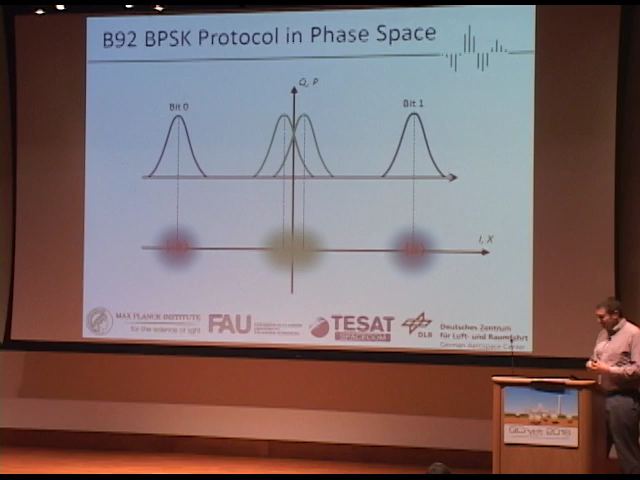 B92 BPSK Protocol in Phase Space
Q, P
Bit 0
Bit 1
I, X
MAX PLANCK INSTITUTE
for the science of light
FAU
TESAT
SPACECOM
DLR
Deutsches Zentrum
für Luft- und Raumfahrt
German Aerospace Center